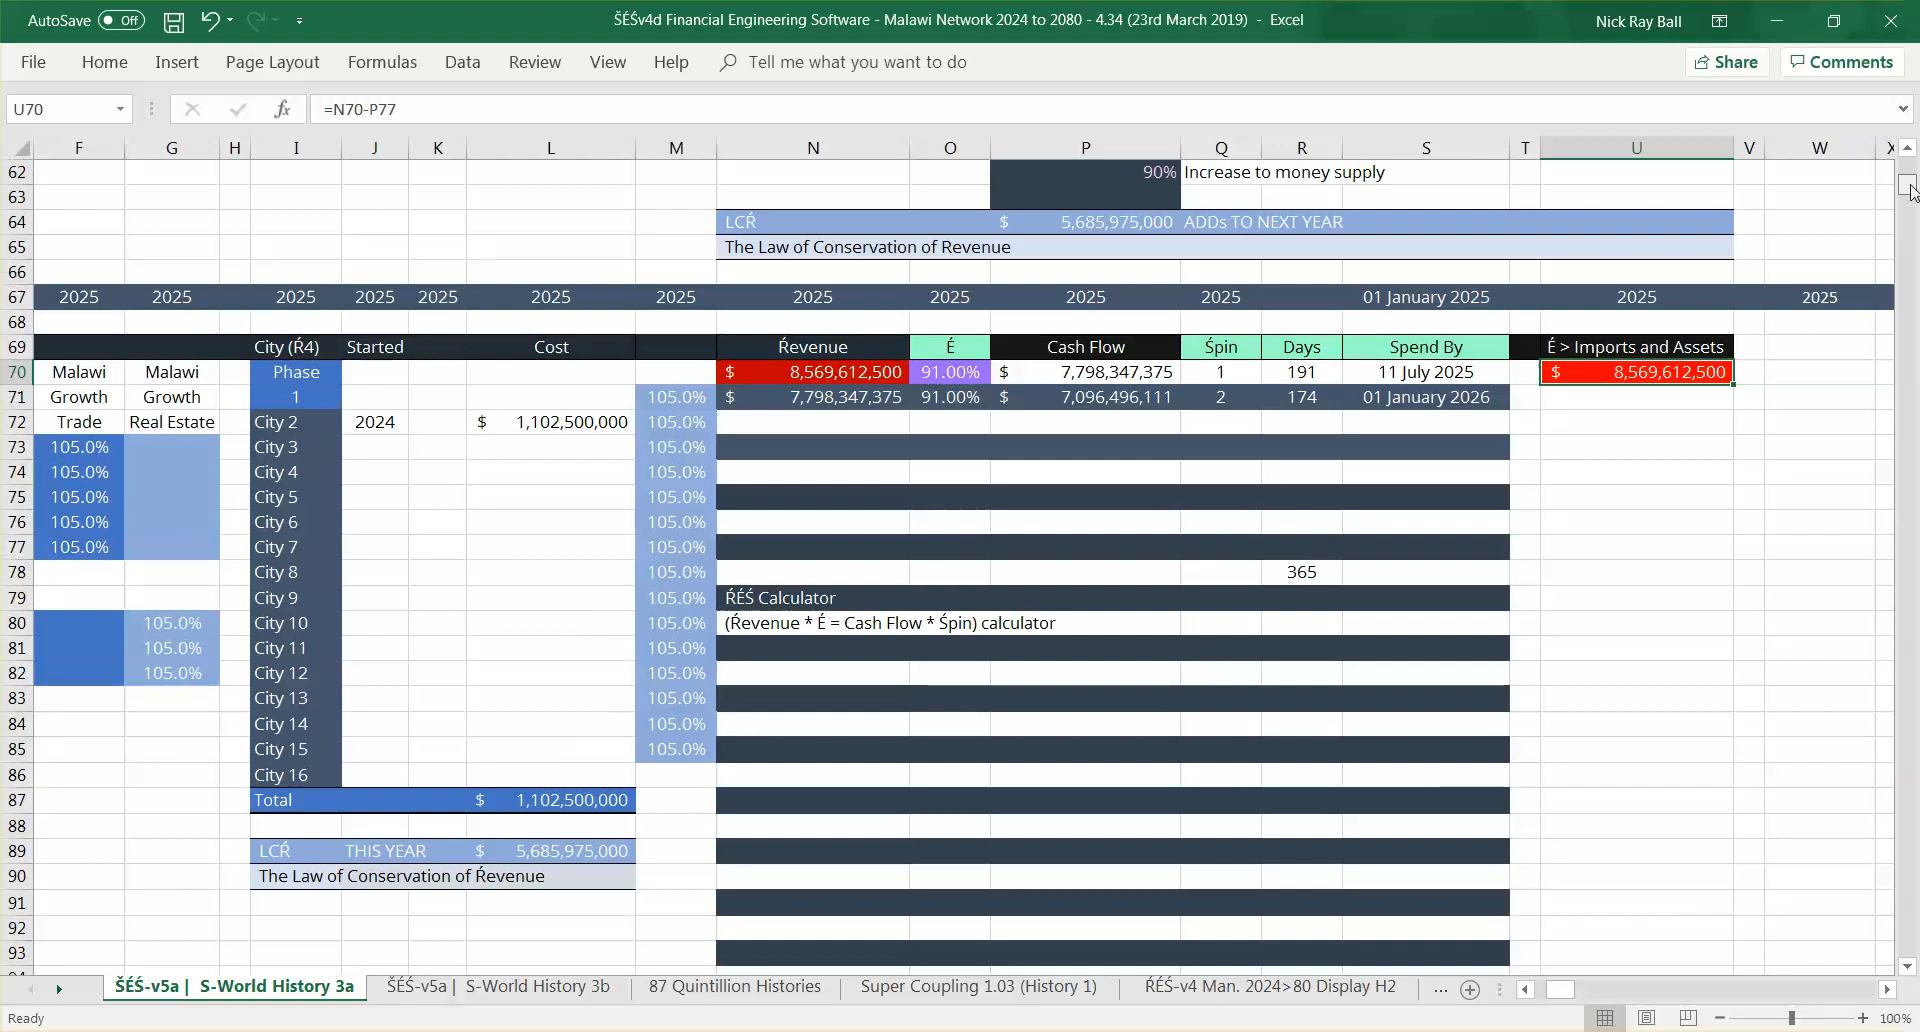 AutoSave Off
ŠÉŚv4d Financial Engineering Software - Malawi Network 2024 to 2080 - 4.34 (23rd March 2019) - Excel
Nick Ray Ball
File Home Insert Page Layout Formulas Data Review View Help Tell me what you want to do Share Comments
U70 fx =N70-P77
F G H I J K L M N O P Q R S T U V W X
62 90% Increase to money supply
63
64 LCŔ $ 5,685,975,000 ADDs TO NEXT YEAR
65 The Law of Conservation of Revenue
66
67 2025 2025 2025 2025 2025 2025 2025 2025 2025 2025 2025 01 January 2025 2025 2025
68
69 City (Ŕ4) Started Cost Ŕevenue É Cash Flow Śpin Days Spend By É > Imports and Assets
70 Malawi Malawi Phase $ 8,569,612,500 91.00% $ 7,798,347,375 1 191 11 July 2025 $ 8,569,612,500
71 Growth Growth 1 105.0% $ 7,798,347,375 91.00% $ 7,096,496,111 2 174 01 January 2026
72 Trade Real Estate City 2 2024 $ 1,102,500,000 105.0%
73 105.0% City 3 105.0%
74 105.0% City 4 105.0%
75 105.0% City 5 105.0%
76 105.0% City 6 105.0%
77 105.0% City 7 105.0%
78 City 8 105.0% 365
79 City 9 105.0% ŔÉŚ Calculator
80 105.0% City 10 105.0% (Ŕevenue * É = Cash Flow * Śpin) calculator
81 105.0% City 11 105.0%
82 105.0% City 12 105.0%
83 City 13 105.0%
84 City 14 105.0%
85 City 15 105.0%
86 City 16
87 Total $ 1,102,500,000
88
89 LCŔ THIS YEAR $ 5,685,975,000
90 The Law of Conservation of Ŕevenue
91
92
93
ŠÉŚ-v5a | S-World History 3a ŠÉŚ-v5a | S-World History 3b 87 Quintillion Histories Super Coupling 1.03 (History 1) ŔÉŚ-v4 Man. 2024>80 Display H2 ...
Ready 100%